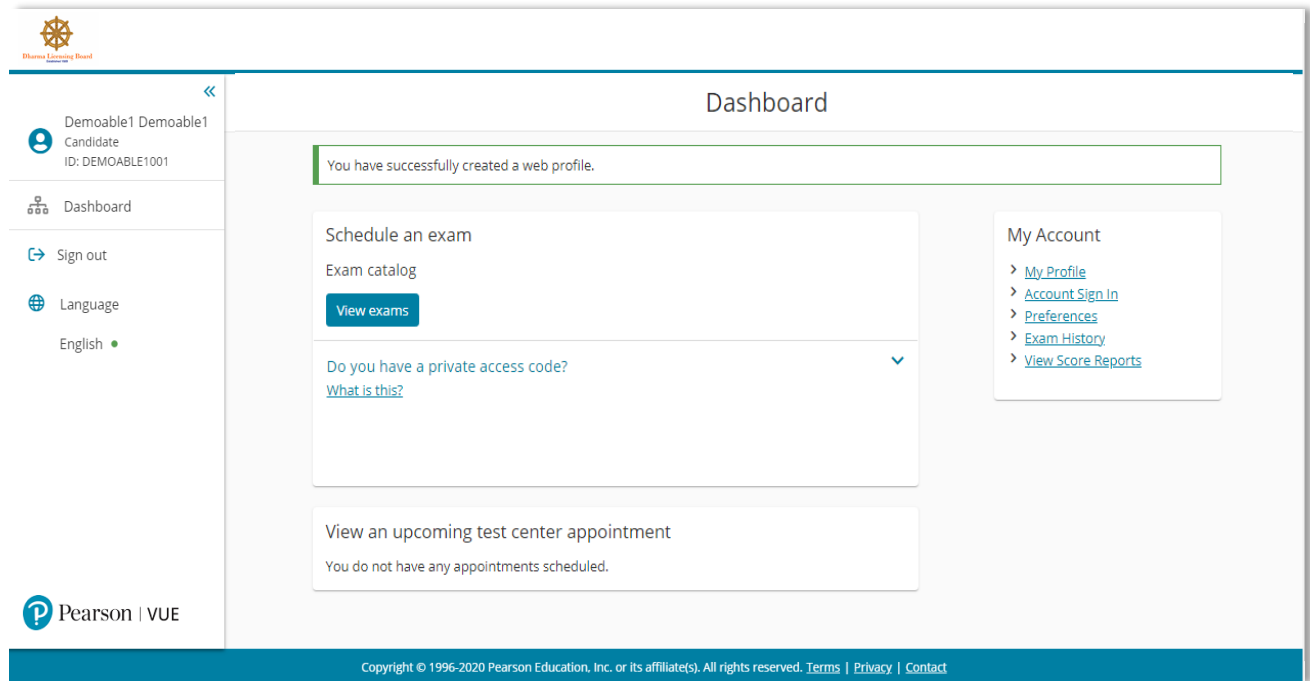 Dharma Licensing Board
Demoable1 Demoable1
Candidate
ID: DEMOABLE1001
Dashboard
Sign out
Language
English
Pearson | VUE
Dashboard
You have successfully created a web profile.
Schedule an exam
Exam catalog
View exams
Do you have a private access code?
What is this?
View an upcoming test center appointment
You do not have any appointments scheduled.
My Account
My Profile
Account Sign In
Preferences
Exam History
View Score Reports
Copyright © 1996-2020 Pearson Education, Inc. or its affiliate(s). All rights reserved. Terms | Privacy | Contact